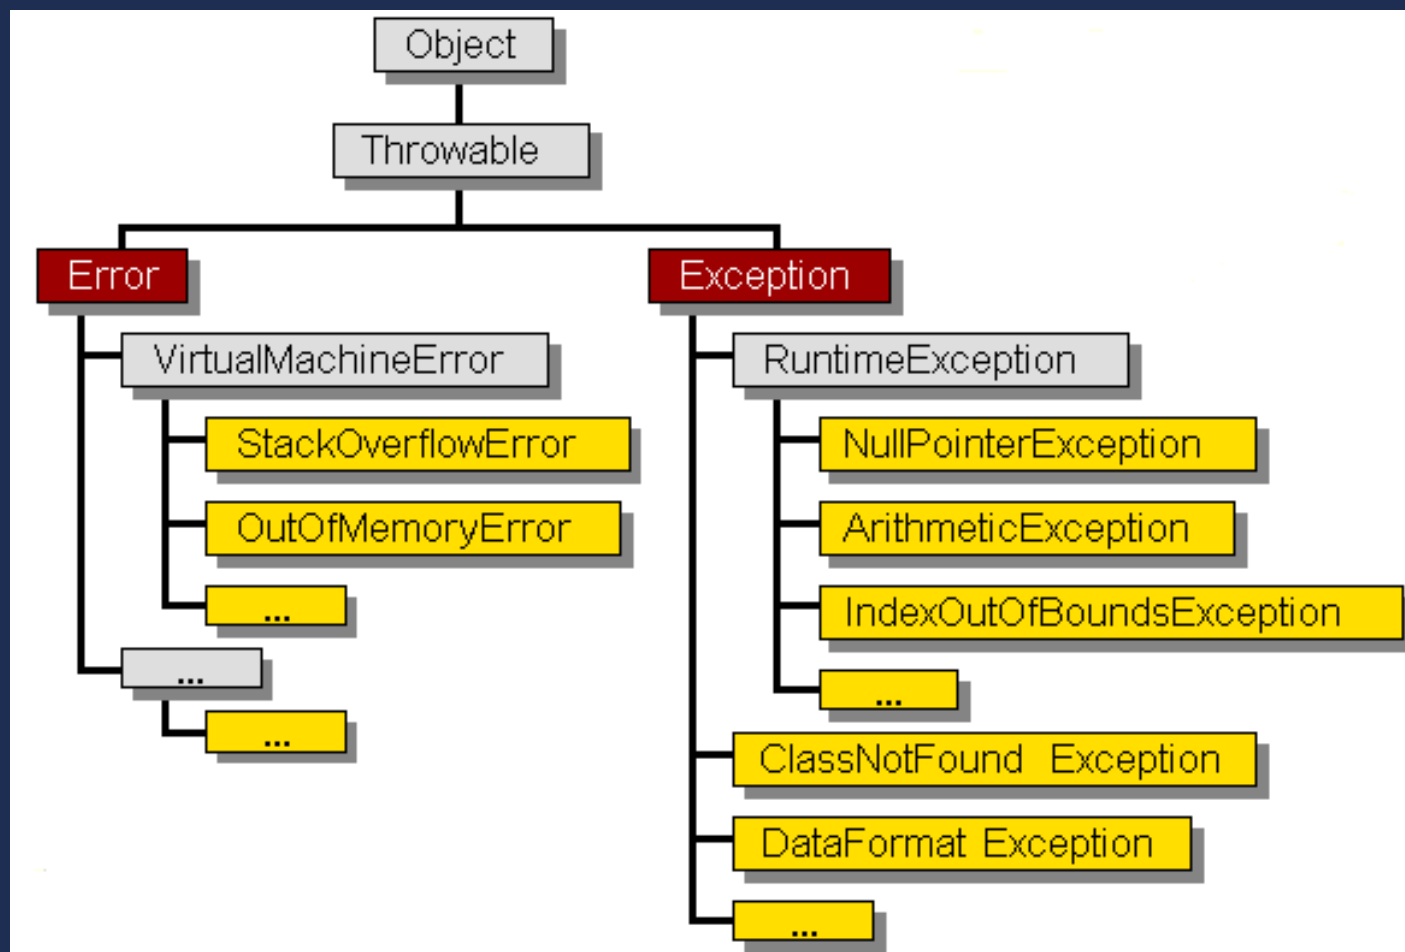 Object
Throwable
Error
Exception
VirtualMachineError
RuntimeException
StackOverflowError
NullPointerException
OutOfMemoryError
ArithmeticException
...
IndexOutOfBoundsException
...
...
...
ClassNotFound Exception
DataFormat Exception
...